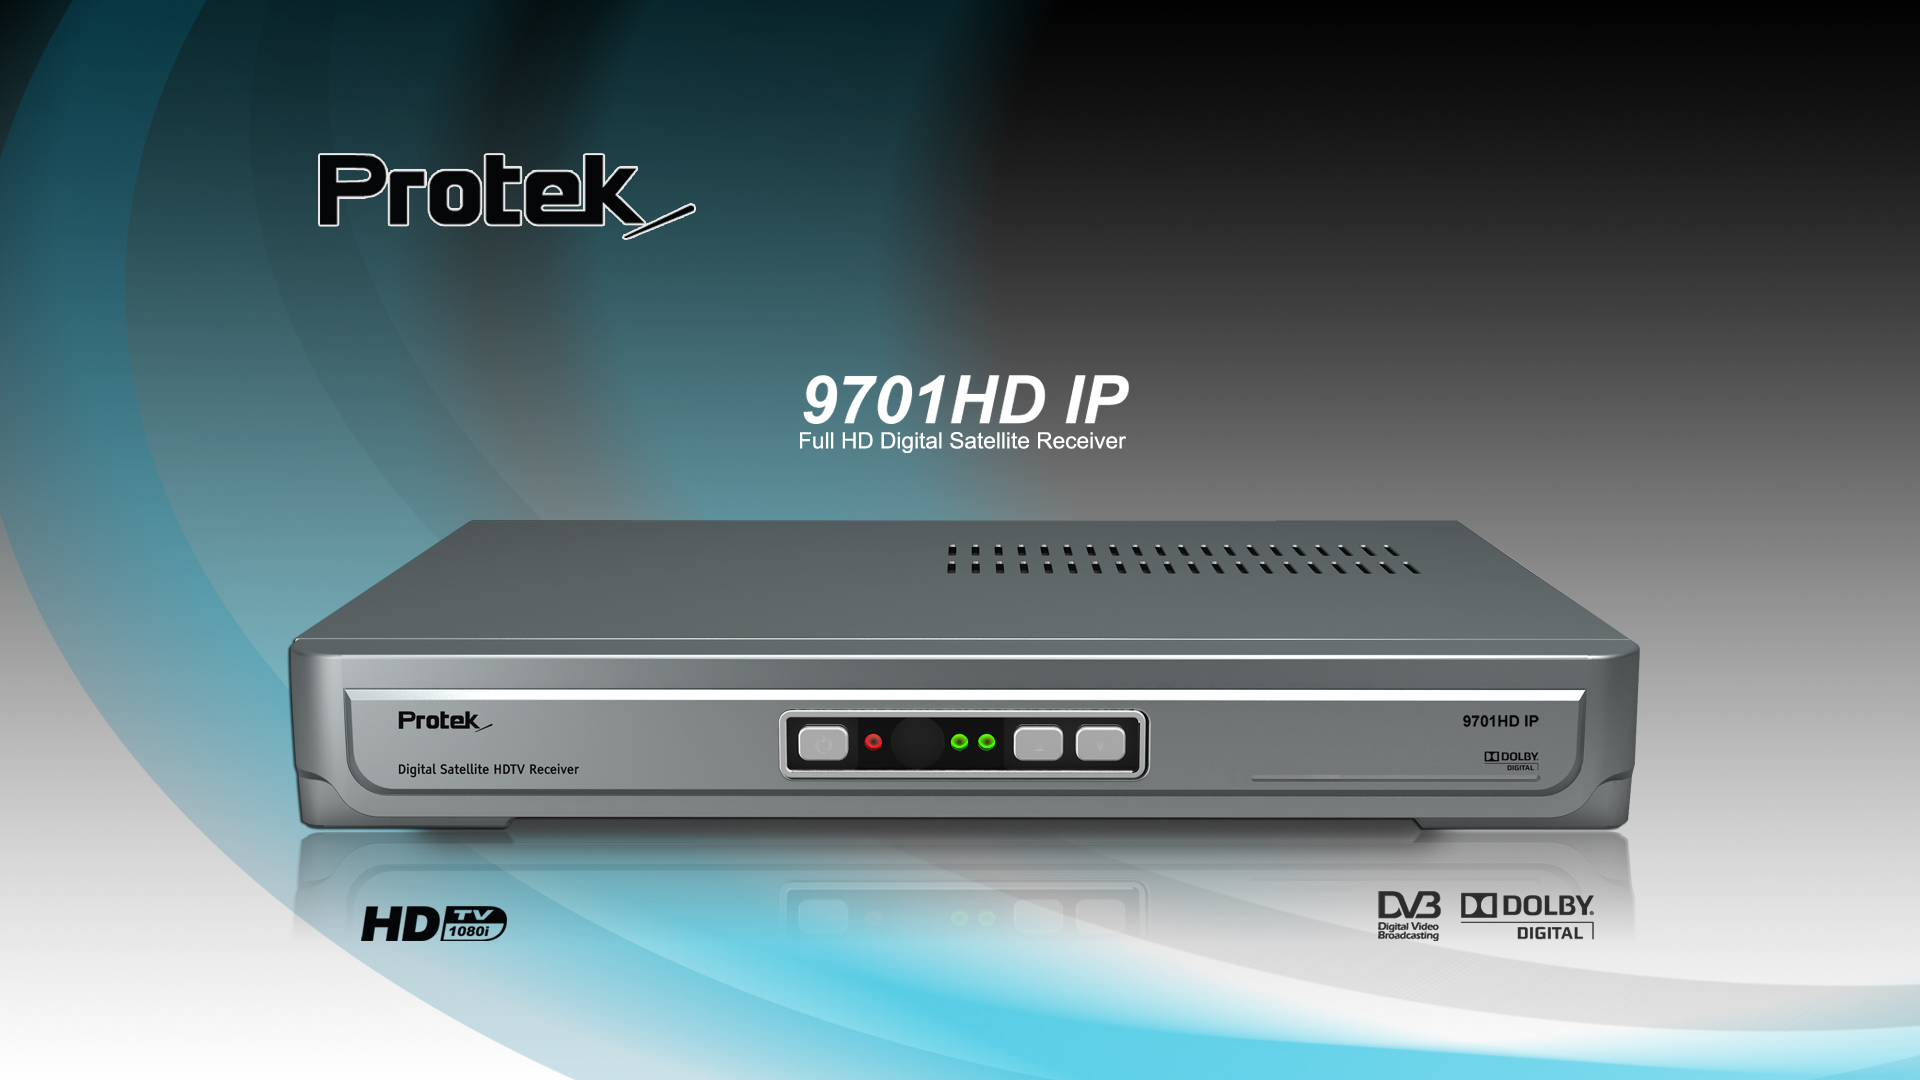 Protek
9701HD IP
Full HD Digital Satellite Receiver
Protek
9701HD IP
DOLBY
DIGITAL
Digital Satellite HDTV Receiver
HD TV
1080i
DVB
Digital Video
Broadcasting
DOLBY
DIGITAL